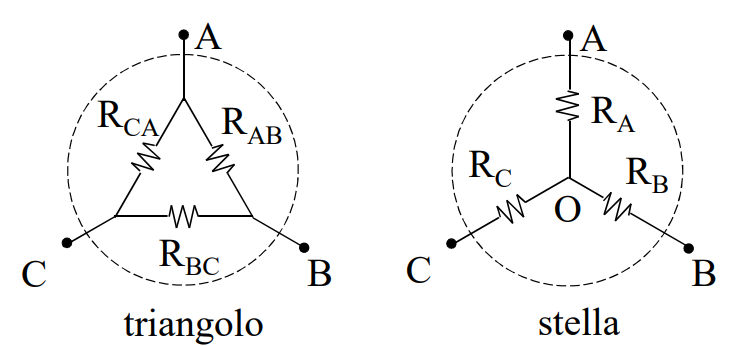 A
R_CA
R_AB
R_BC
C
B
triangolo
A
R_A
R_C
R_B
O
C
B
stella